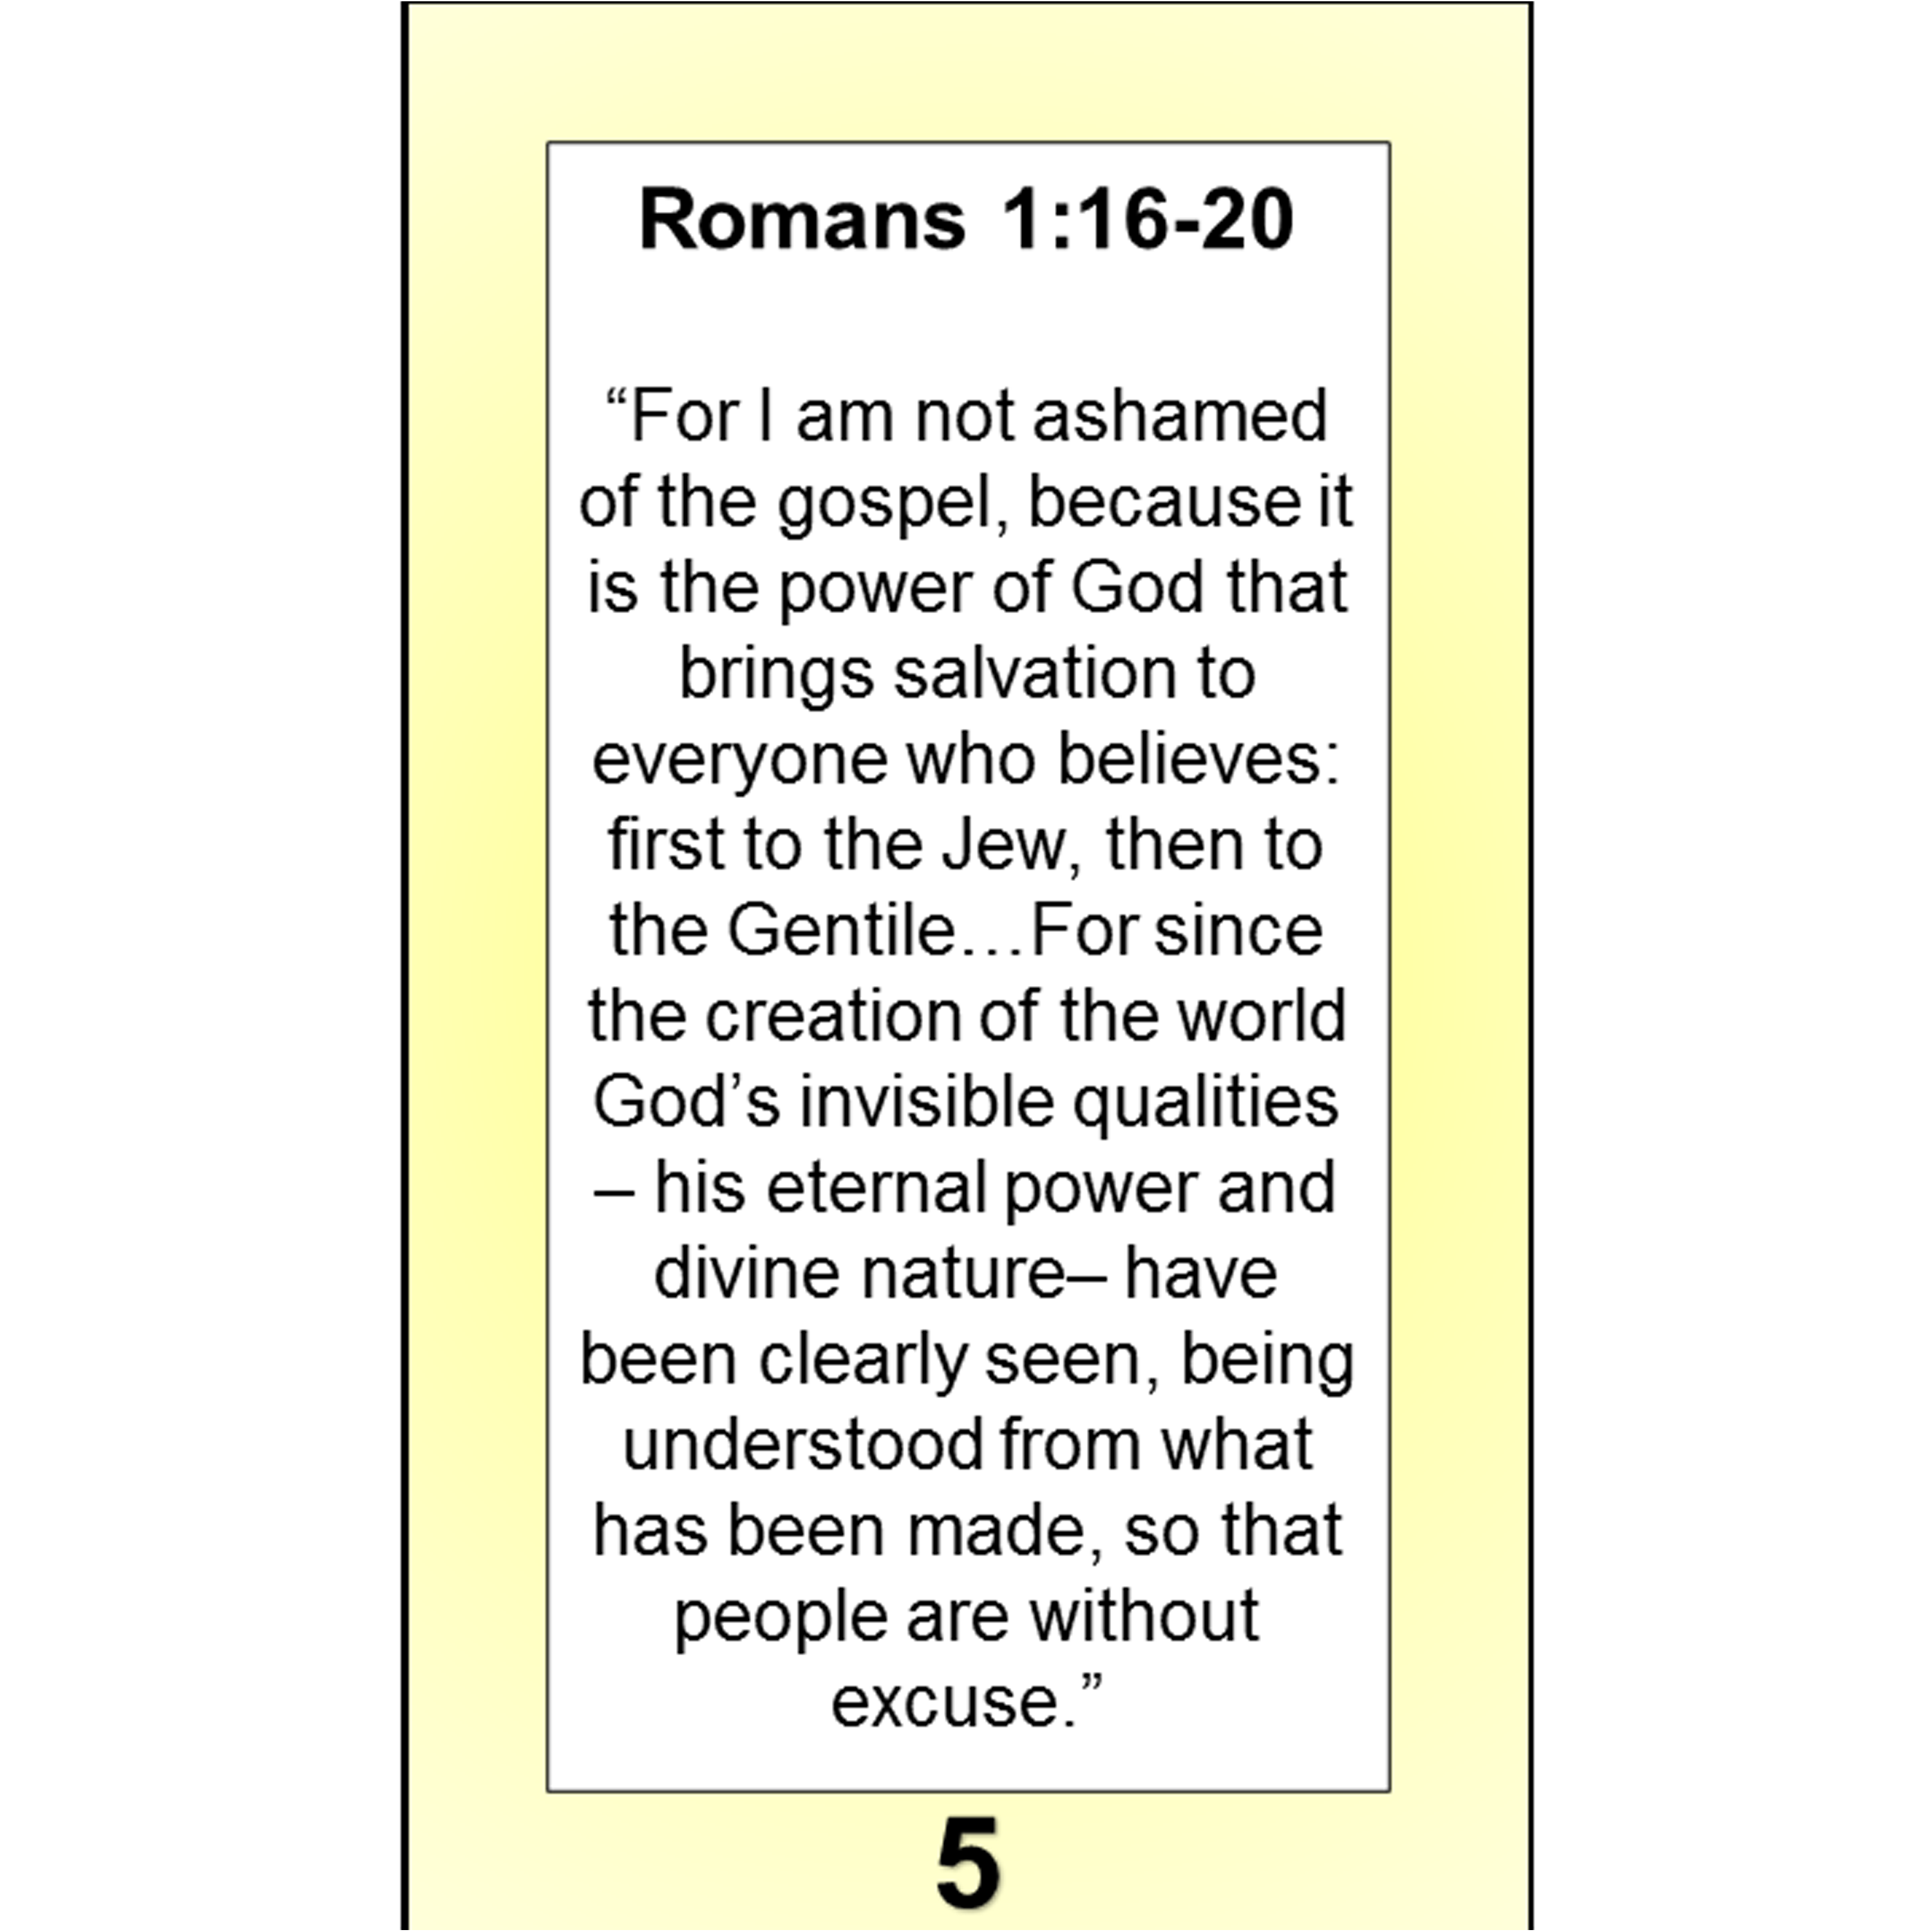 Romans 1:16-20
“For I am not ashamed
of the gospel, because it
is the power of God that
brings salvation to
everyone who believes:
first to the Jew, then to
the Gentile…For since
the creation of the world
God’s invisible qualities
– his eternal power and
divine nature– have
been clearly seen, being
understood from what
has been made, so that
people are without
excuse.”
5